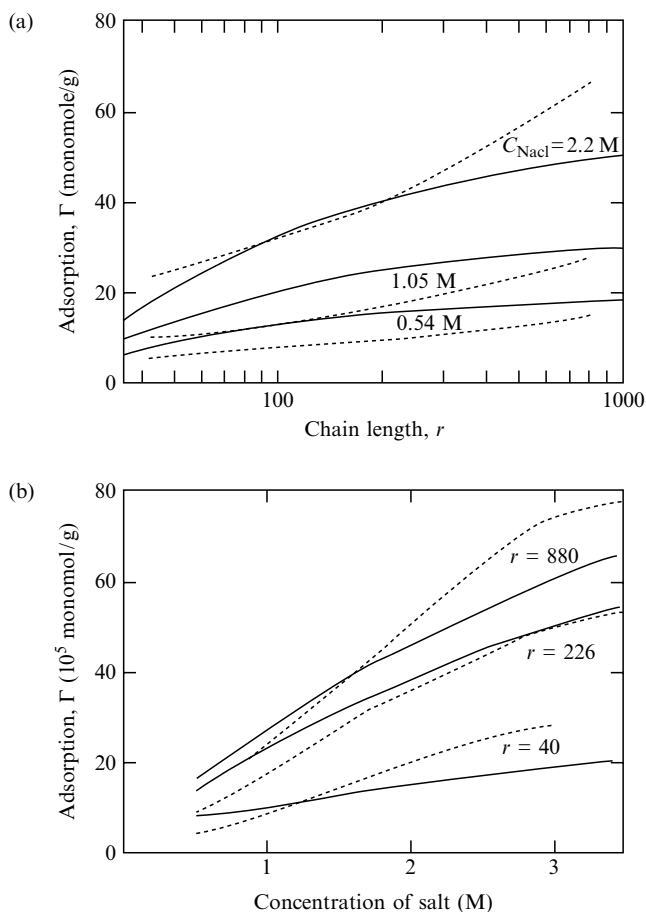 (a)
80
60
40
20
0
Adsorption, Γ (monomole/g)
C_Nacl = 2.2 M
1.05 M
0.54 M
100
1000
Chain length, r
(b)
80
60
40
20
0
Adsorption, Γ (10^5 monomol/g)
r = 880
r = 226
r = 40
1
2
3
Concentration of salt (M)